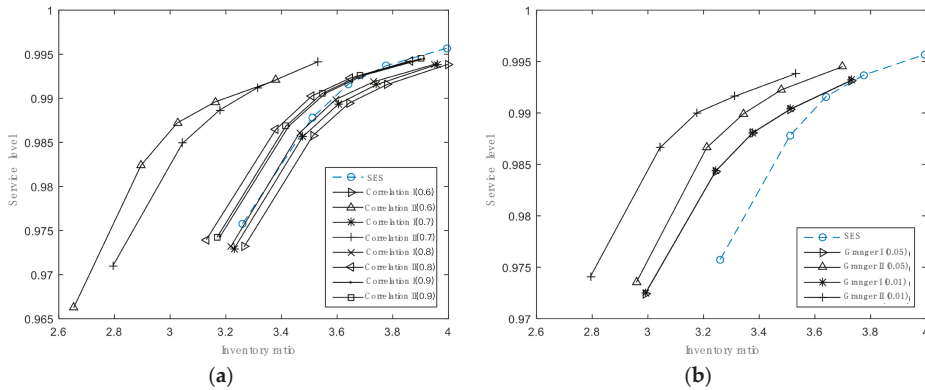 1
0.995
0.99
0.985
0.98
0.975
0.97
0.965
2.6
2.8
3
3.2
3.4
3.6
3.8
4
Service level
Inventory ratio
SES
Correlation I(0.6)
Correlation II(0.6)
Correlation I(0.7)
Correlation II(0.7)
Correlation I(0.8)
Correlation II(0.8)
Correlation I(0.9)
Correlation II(0.9)
(a)
1
0.995
0.99
0.985
0.98
0.975
0.97
2.6
2.8
3
3.2
3.4
3.6
3.8
4
Service level
Inventory ratio
SES
Granger I (0.05)
Granger II (0.05)
Granger I (0.01)
Granger II (0.01)
(b)